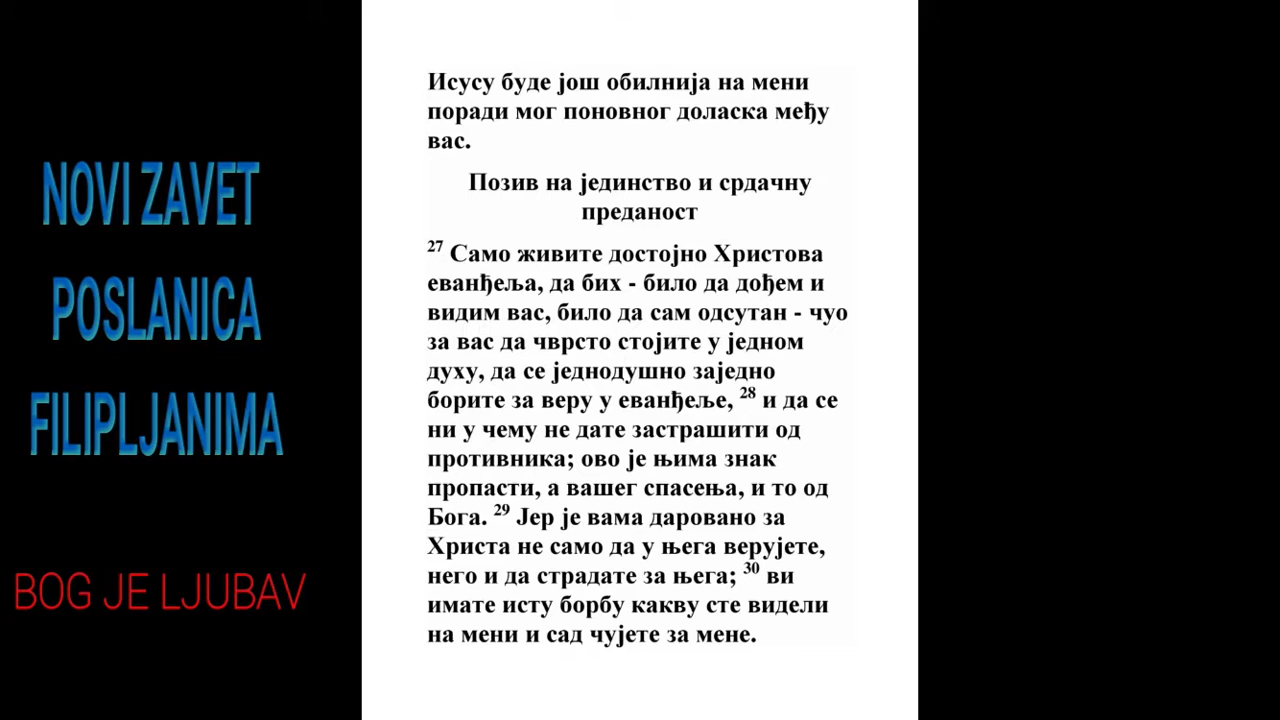 NOVI ZAVET
POSLANICA
FILIPLJANIMA
BOG JE LJUBAV
Исусу буде још обилнија на мени
поради мог поновног доласка међу
вас.
Позив на јединство и срдачну
преданост
27 Само живите достојно Христова
еванђеља, да бих - било да дођем и
видим вас, било да сам одсутан - чуо
за вас да чврсто стојите у једном
духу, да се једнодушно заједно
борите за веру у еванђеље, 28 и да се
ни у чему не дате застрашити од
противника; ово је њима знак
пропасти, а вашег спасења, и то од
Бога. 29 Јер је вама даровано за
Христа не само да у њега верујете,
него и да страдате за њега; 30 ви
имате исту борбу какву сте видели
на мени и сад чујете за мене.